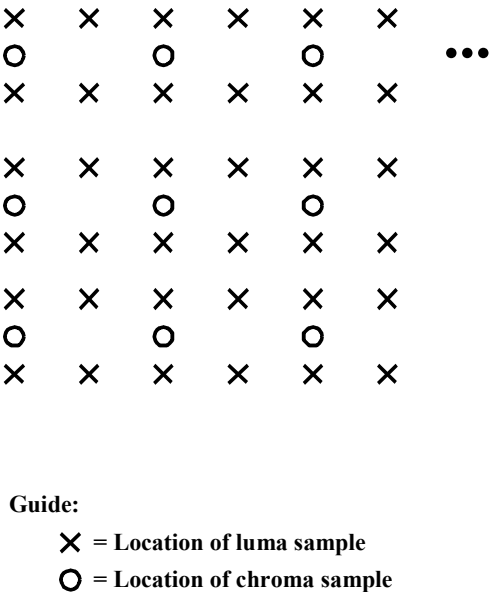 Guide:
= Location of luma sample
= Location of chroma sample